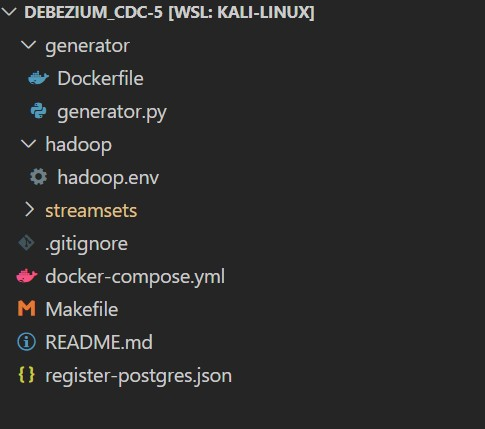 DEBEZIUM_CDC-5 [WSL: KALI-LINUX]
generator
Dockerfile
generator.py
hadoop
hadoop.env
streamsets
.gitignore
docker-compose.yml
Makefile
README.md
register-postgres.json